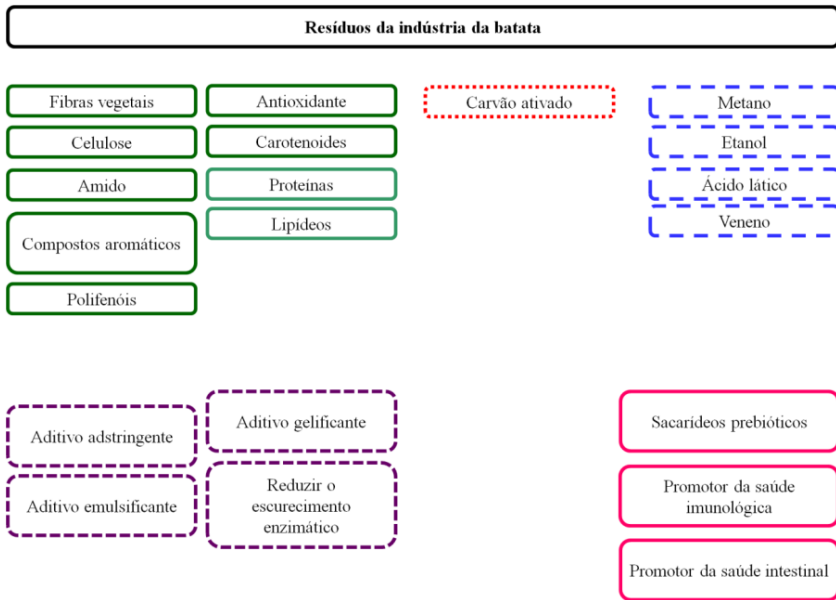 Resíduos da indústria da batata
Fibras vegetais
Antioxidante
Carvão ativado
Metano
Celulose
Carotenoides
Etanol
Amido
Proteínas
Ácido lático
Compostos aromáticos
Lipídeos
Veneno
Polifenóis
Aditivo adstringente
Aditivo gelificante
Sacarídeos prebióticos
Aditivo emulsificante
Reduzir o
escurecimento
enzimático
Promotor da saúde
imunológica
Promotor da saúde intestinal